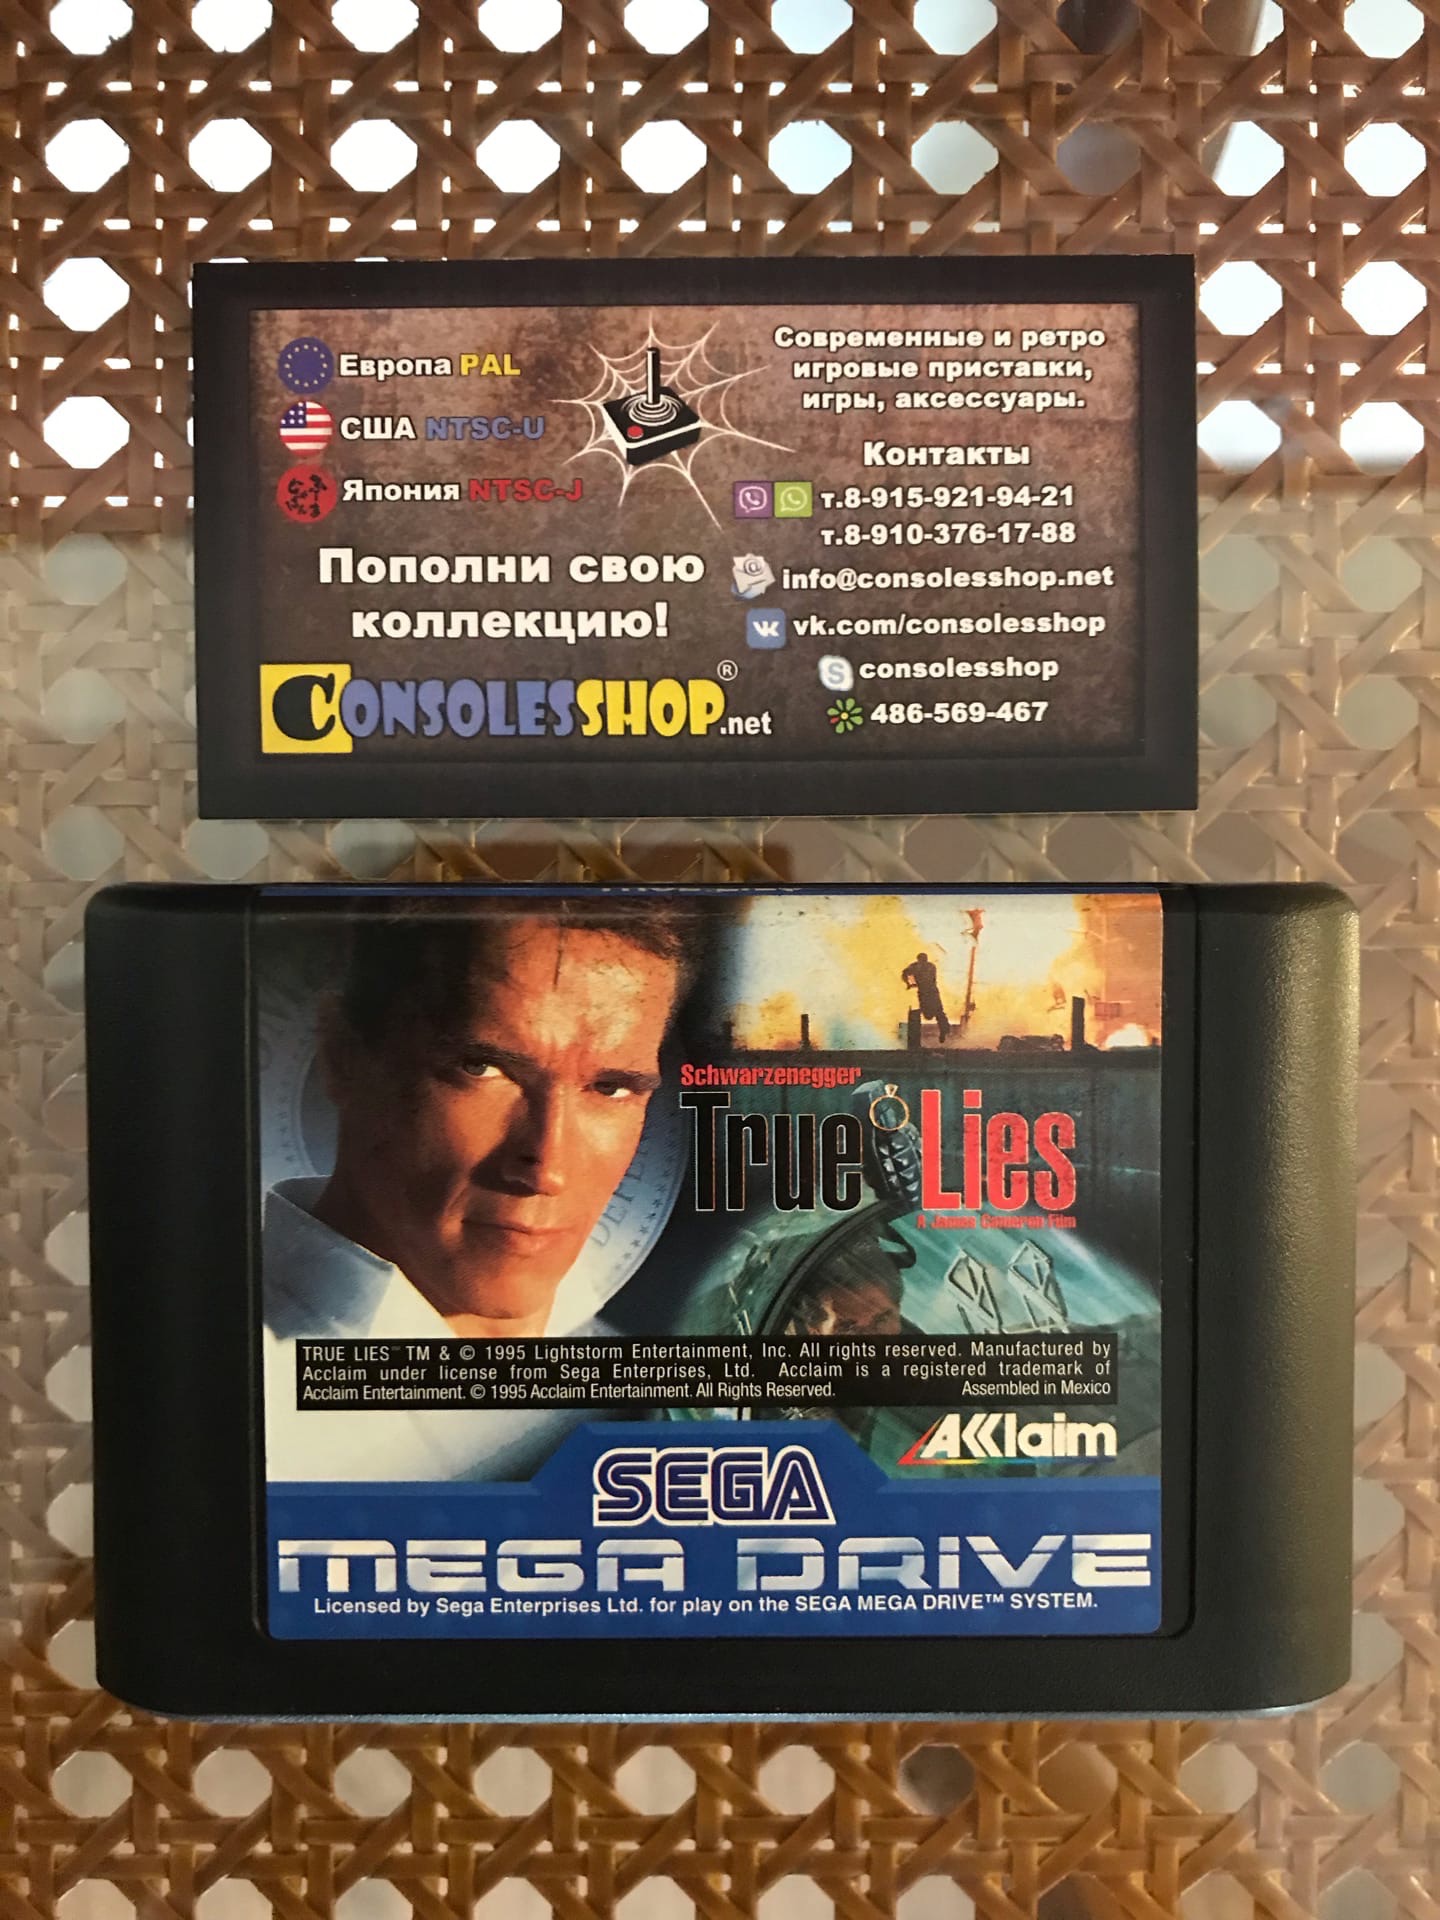 Европа PAL
США NTSC-U
Япония NTSC-J
Пополни свою
коллекцию!
CONSOLESSHOP.net
®
Современные и ретро
игровые приставки,
игры, аксессуары.
Контакты
т.8-915-921-94-21
т.8-910-376-17-88
info@consolesshop.net
vk.com/consolesshop
consolesshop
486-569-467
TRUE LIES
Schwarzenegger
True Lies
A James Cameron Film
TRUE LIES™ TM & © 1995 Lightstorm Entertainment, Inc. All rights reserved. Manufactured by
Acclaim under license from Sega Enterprises, Ltd. Acclaim is a registered trademark of
Acclaim Entertainment. © 1995 Acclaim Entertainment. All Rights Reserved. Assembled in Mexico
AKKlaim
SEGA
MEGA DRIVE
Licensed by Sega Enterprises Ltd. for play on the SEGA MEGA DRIVE™ SYSTEM.